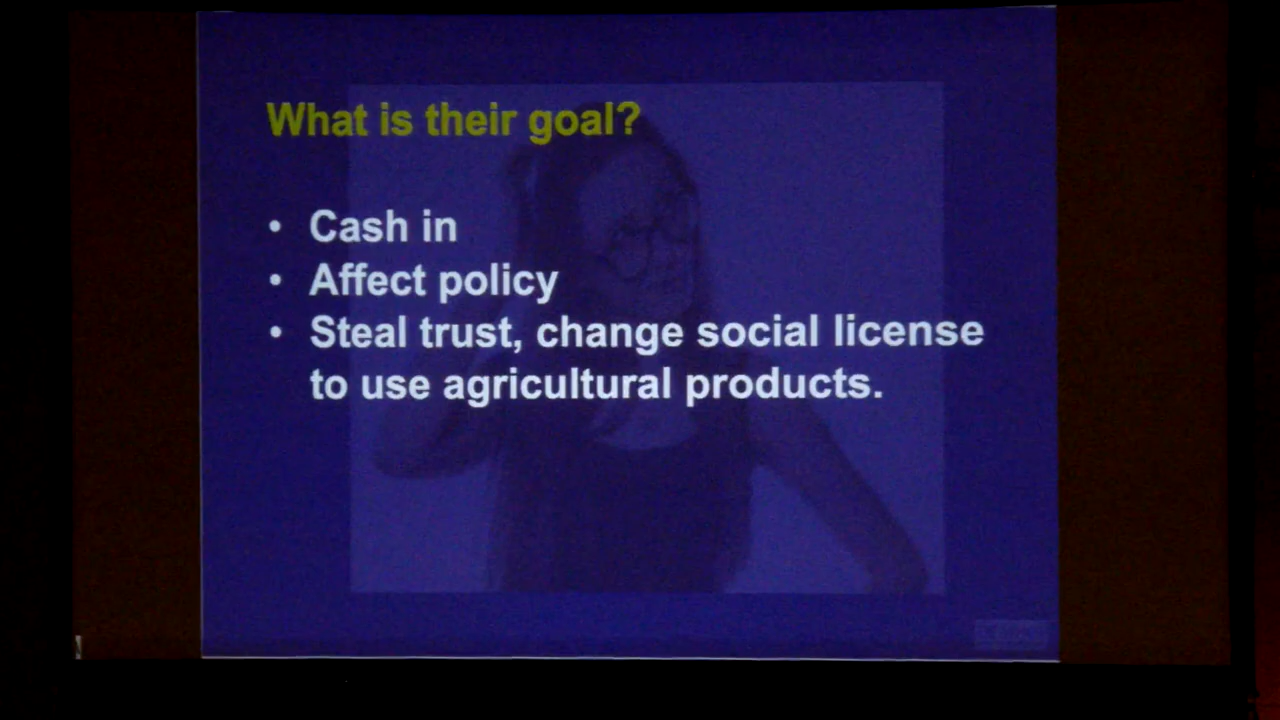 What is their goal?
• Cash in
• Affect policy
• Steal trust, change social license
to use agricultural products.